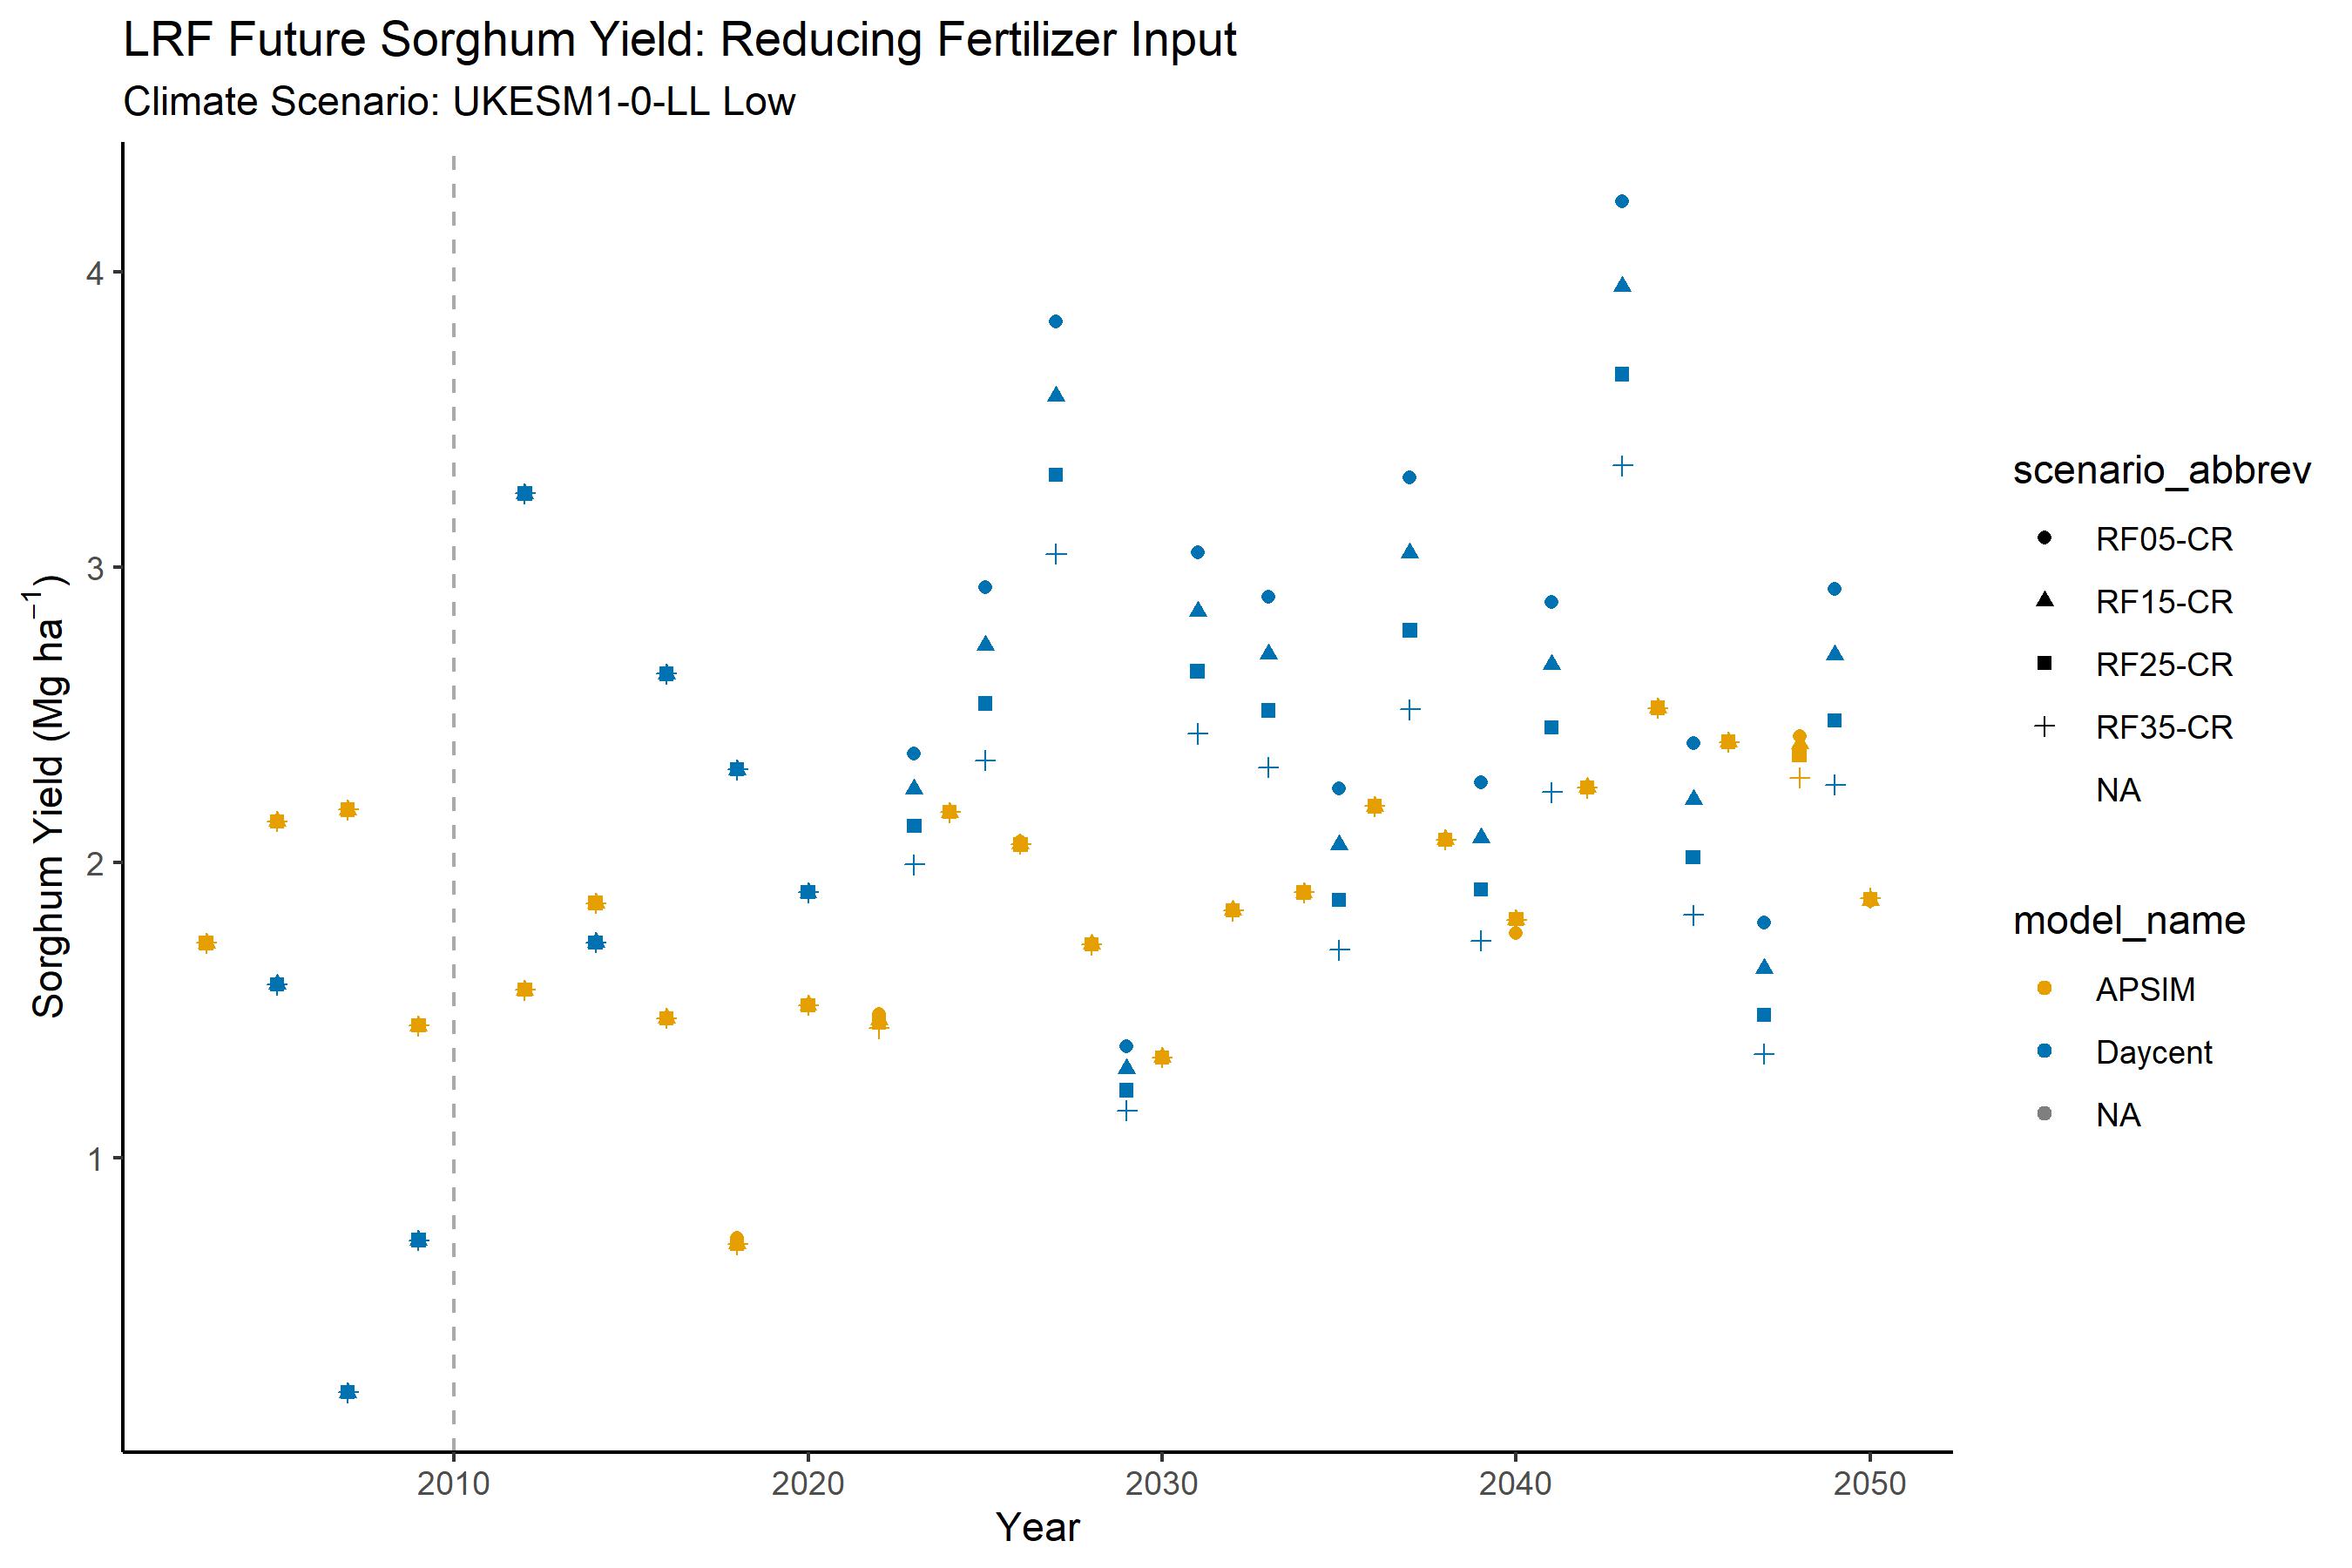 LRF Future Sorghum Yield: Reducing Fertilizer Input
Climate Scenario: UKESM1-0-LL Low
Sorghum Yield (Mg ha⁻¹)
4
3
2
1
2010
2020
2030
2040
2050
Year
scenario_abbrev
RF05-CR
RF15-CR
RF25-CR
RF35-CR
NA
model_name
APSIM
Daycent
NA